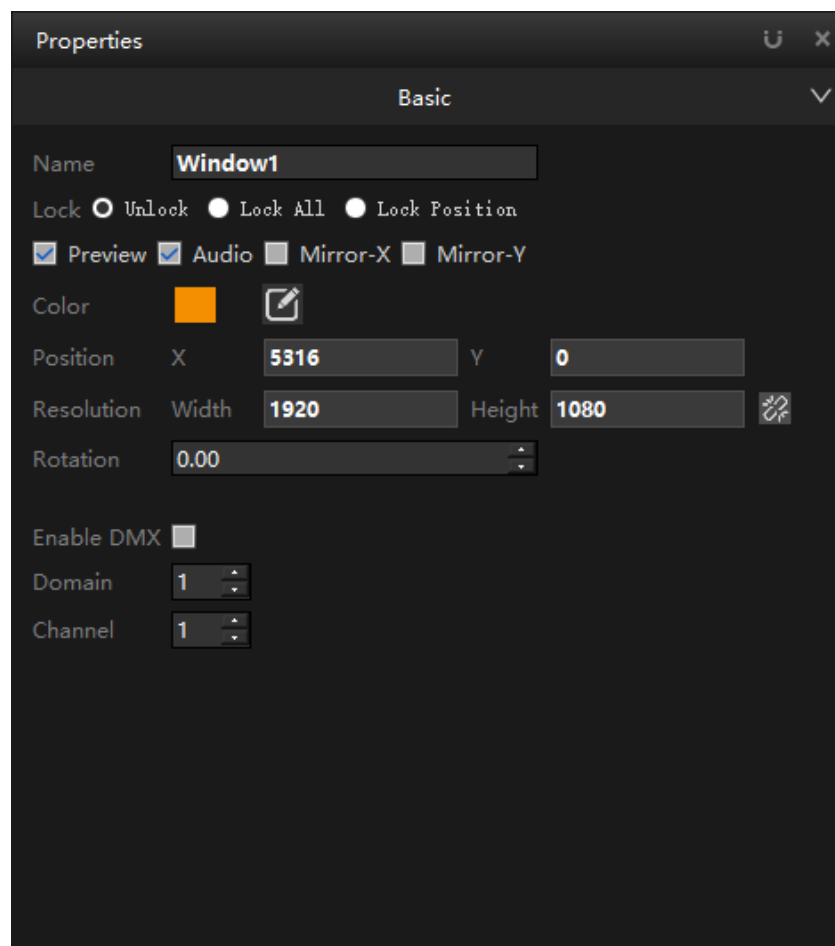 Properties
Basic
Name Window1
Lock Unlock Lock All Lock Position
Preview Audio Mirror-X Mirror-Y
Color
Position X 5316 Y 0
Resolution Width 1920 Height 1080
Rotation 0.00
Enable DMX
Domain 1
Channel 1